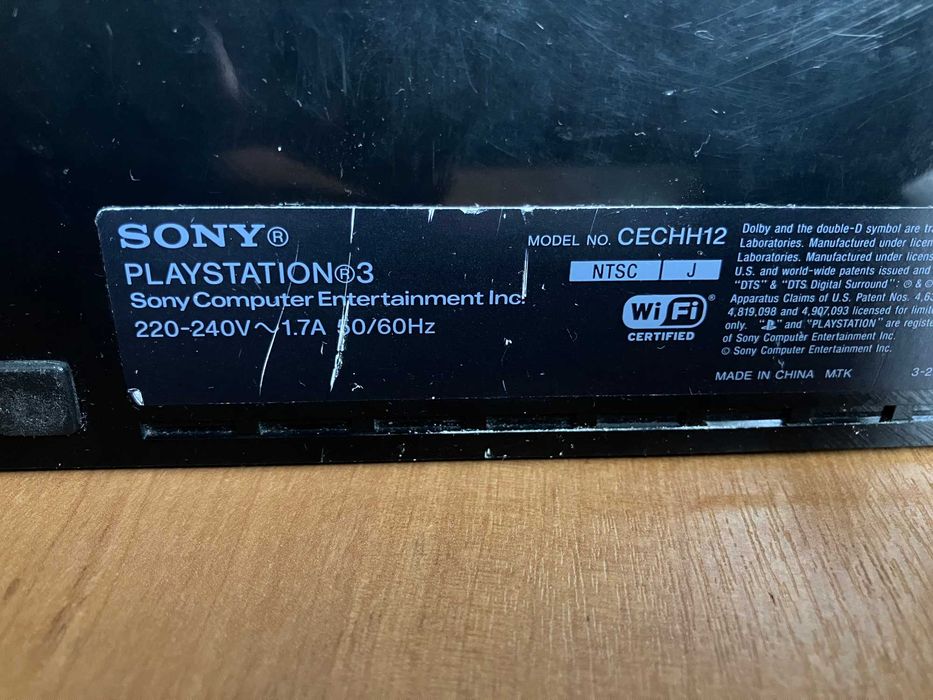 SONY®
PLAYSTATION®3
Sony Computer Entertainment Inc.
220-240V～1.7A 50/60Hz
MODEL NO. CECHH12
NTSC J
Wi Fi®
CERTIFIED
Dolby and the double-D symbol are
Laboratories. Manufactured under
Laboratories. Manufactured under
U.S. and world-wide patents issued and
"DTS" & "DTS Digital Surround":
Apparatus Claims of U.S. Patent Nos.
4,819,098 and 4,907,093 licensed for
only. " " and "PLAYSTATION" are
of Sony Computer Entertainment Inc.
© Sony Computer Entertainment Inc.
MADE IN CHINA MTK